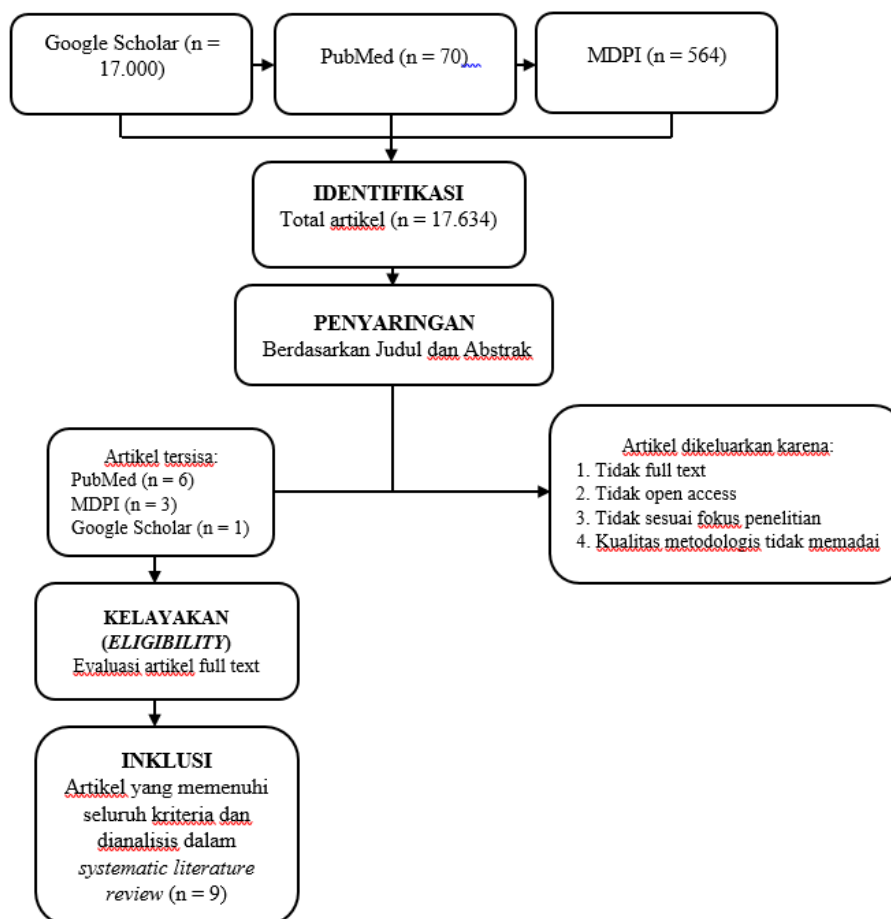 Google Scholar (n =
17.000)
PubMed (n = 70)
MDPI (n = 564)
IDENTIFIKASI
Total artikel (n = 17.634)
PENYARINGAN
Berdasarkan Judul dan Abstrak
Artikel tersisa:
PubMed (n = 6)
MDPI (n = 3)
Google Scholar (n = 1)
Artikel dikeluarkan karena:
1. Tidak full text
2. Tidak open access
3. Tidak sesuai fokus penelitian
4. Kualitas metodologis tidak memadai
KELAYAKAN
(ELIGIBILITY)
Evaluasi artikel full text
INKLUSI
Artikel yang memenuhi
seluruh kriteria dan
dianalisis dalam
systematic literature
review (n = 9)